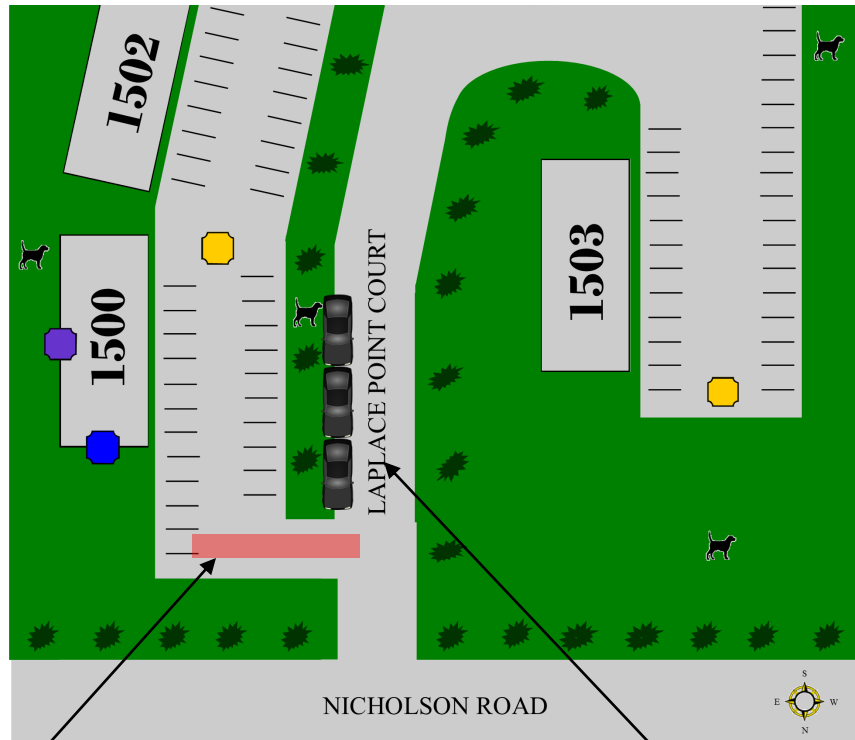 1502
1500
1503
LAPLACE POINT COURT
NICHOLSON ROAD
S
E W
N